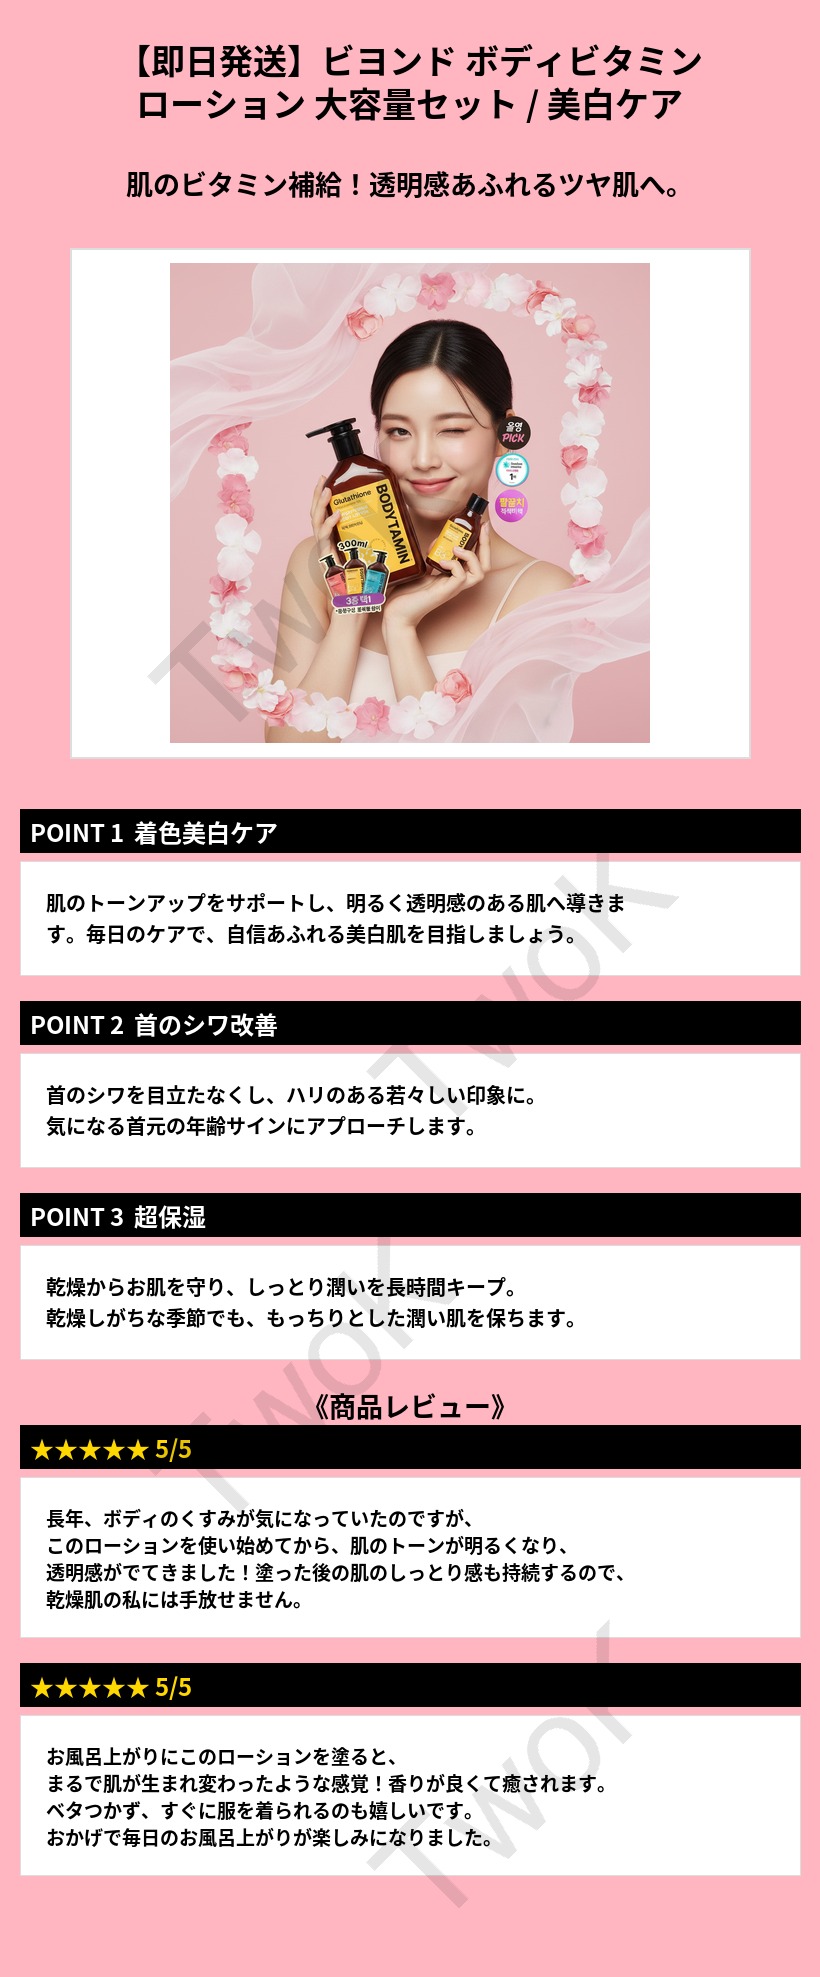 【即日発送】ビヨンド ボディビタミン
ローション 大容量セット / 美白ケア
肌のビタミン補給！透明感あふれるツヤ肌へ。
올영
PICK
1위
팔꿈치
착색미백
Glutathione
BODYTAMIN
300ml
3종 택1
TwoK
POINT 1 着色美白ケア
肌のトーンアップをサポートし、明るく透明感のある肌へ導きま
す。毎日のケアで、自信あふれる美白肌を目指しましょう。
TwoK
POINT 2 首のシワ改善
首のシワを目立たなくし、ハリのある若々しい印象に。
気になる首元の年齢サインにアプローチします。
POINT 3 超保湿
乾燥からお肌を守り、しっとり潤いを長時間キープ。
乾燥しがちな季節でも、もっちりとした潤い肌を保ちます。
TwoK
《商品レビュー》
★★★★★ 5/5
長年、ボディのくすみが気になっていたのですが、
このローションを使い始めてから、肌のトーンが明るくなり、
透明感がでてきました！塗った後の肌のしっとり感も持続するので、
乾燥肌の私には手放せません。
★★★★★ 5/5
お風呂上がりにこのローションを塗ると、
まるで肌が生まれ変わったような感覚！香りが良くて癒されます。
ベタつかず、すぐに服を着られるのも嬉しいです。
おかげで毎日のお風呂上がりが楽しみになりました。
TwoK